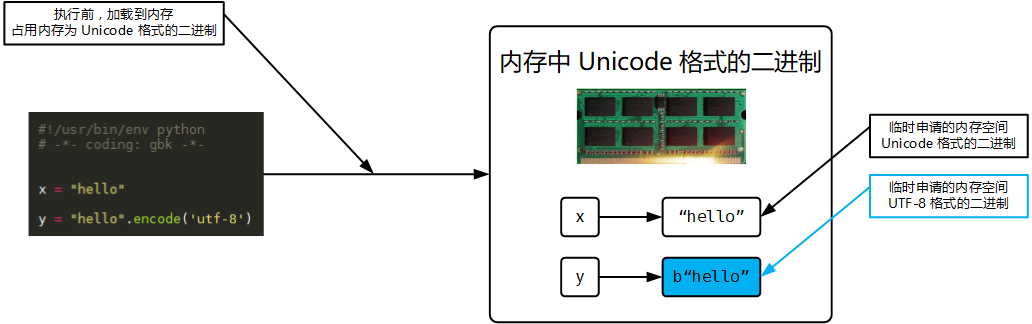 执行前，加载到内存
占用内存为 Unicode 格式的二进制
#!/usr/bin/env python
# -*- coding: gbk -*-
x = "hello"
y = "hello".encode('utf-8')
内存中 Unicode 格式的二进制
x
“hello”
y
b“hello”
临时申请的内存空间
Unicode 格式的二进制
临时申请的内存空间
UTF-8 格式的二进制